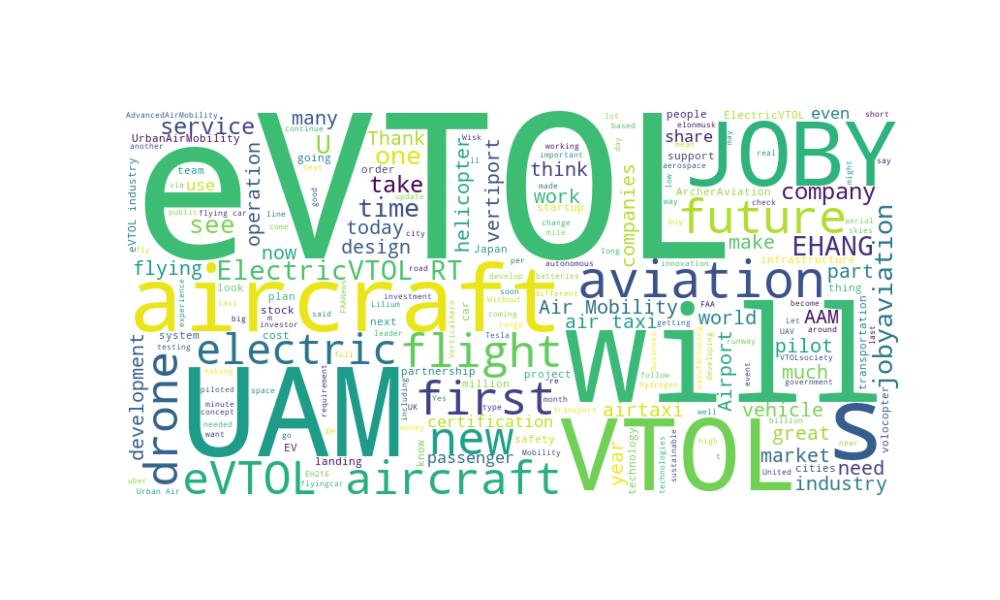 AdvancedAirMobility
UrbanAirMobility
another
service
continue
many
U
going
test
Thank
one
order
take
update
eVTOL
Wisk
ll
helicopter
vertiport
working
important
think
made
work
startup
change
mile
lot
based
day
companies
people
elonmusk
share
mean
support
aerospace
low
way
ElectricVTOL
may
even
short
real
might
say
JOBY
ArcherAviation
check
company
buy
future
aerial
skies
make
EHANG
innovation
infrastructure
jobyaviation
eVTOL industry
team
via
use
public
flying car
see
line
come
operation
good
time
today
city
design
now
fly
flying
ElectricVTOL RT
road
Japan
per
long
autonomous
aviation
part
thing
aircraft
experience
look
taxi
big
plan
stock
m
investor
said
FAANews
Lilium
investment
next
develop
batteries
soon
Without
different
coming
range
VerticalAero
car
Tesla
Air Mobility
air taxi
getting
FAA
world
Let
AAM
around
become
UAV
last
transportation
system
testing
cost
electric
full
flight
will
manufacturing
business
developing
follow
hydrogen
runway
VTOLsociety
event
government
pilot
much
development
drone
making
piloted
minute
concept
needed
want
space
UAM
requirement
UK
including
partnership
million
project
first
Yes
type
re
month
transport
airtaxi
Airport
well
vehicle
billion
volocopter
go
EV
EH
money
certification
know
new
safety
passenger
Mobility
landing
EH216
flyingcar
uber
Urban Air
eVTOL aircraft
year
technology
VTOL
technologies
sustainable
high
t
United
great
near
market
cities
need
industry
s